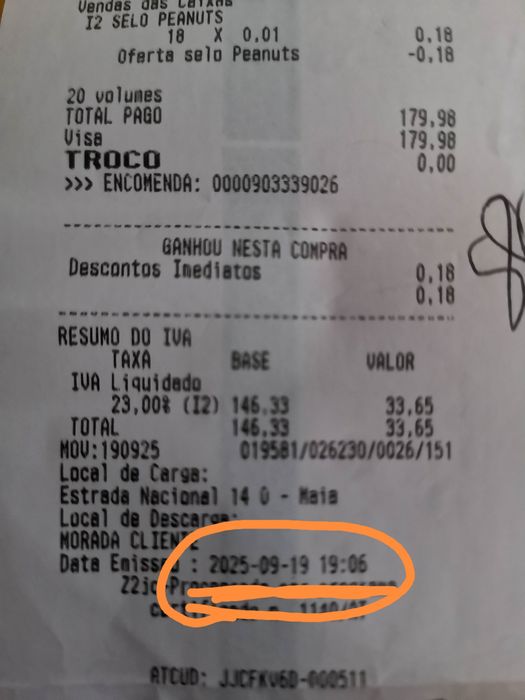 Vendas das Caixas
I2 SELO PEANUTS
18 X 0.01 0,18
Oferta selo Peanuts -0,18
20 volumes
TOTAL PAGO 179,98
Visa 179,98
TROCO 0,00
>>> ENCOMENDA: 0000903339026
GANHOU NESTA COMPRA
Descontos Imediatos 0,18
0,18
RESUMO DO IVA
TAXA BASE VALOR
IVA Liquidado
23,00% (I2) 146,33 33,65
TOTAL 146,33 33,65
MOV:190925 019581/026230/0026/151
Local de Carga:
Estrada Nacional 14 0 - Maia
Local de Descarga:
MORADA CLIENTE
Data Emissao : 2025-09-19 19:06
ATCUD: JJCFKV6D-000511